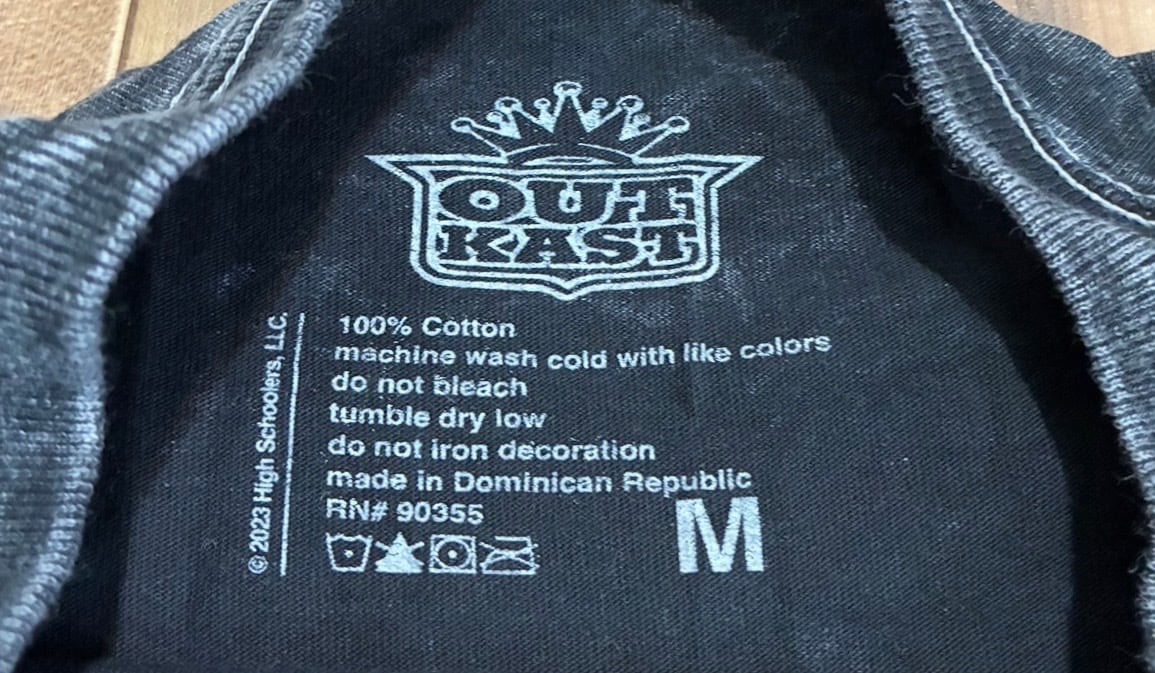 OUT
KAST
100% Cotton
machine wash cold with like colors
do not bleach
tumble dry low
do not iron decoration
made in Dominican Republic
RN# 90355
M
© 2023 High Schoolers, LLC.